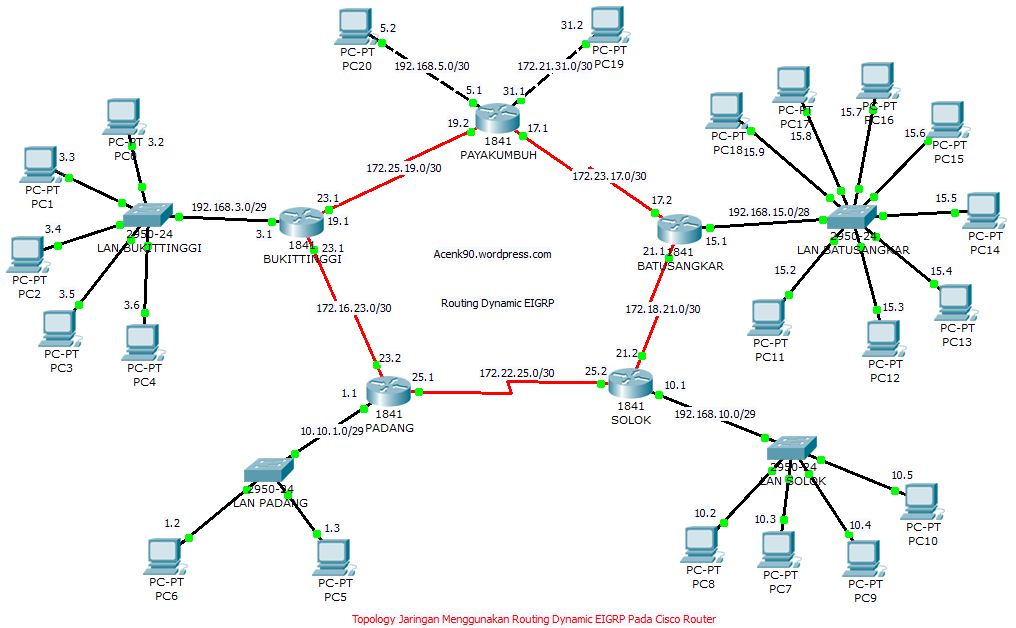 5.2
PC-PT
PC20
192.168.5.0/30
5.1
31.2
PC-PT
PC19
172.21.31.0/30
31.1
19.2
17.1
1841
PAYAKUMBUH
172.25.19.0/30
172.23.17.0/30
PC-PT
PC0
3.2
3.3
PC-PT
PC1
3.4
PC-PT
PC2
3.5
PC-PT
PC3
3.6
PC-PT
PC4
2950-24
LAN BUKITTINGGI
192.168.3.0/29
3.1
23.1
19.1
1841
23.1
BUKITTINGGI
172.16.23.0/30
Acenk90.wordpress.com
Routing Dynamic EIGRP
17.2
21.1
1841
15.1
BATUSANGKAR
192.168.15.0/28
172.18.21.0/30
PC-PT
PC17
15.8
15.7
PC-PT
PC16
PC-PT
PC18
15.9
15.6
PC-PT
PC15
15.5
PC-PT
PC14
2950-24
LAN BATUSANGKAR
15.2
PC-PT
PC11
15.3
PC-PT
PC12
15.4
PC-PT
PC13
23.2
1.1
25.1
1841
PADANG
172.22.25.0/30
21.2
25.2
10.1
1841
SOLOK
10.10.1.0/29
2950-24
LAN PADANG
1.2
PC-PT
PC6
1.3
PC-PT
PC5
192.168.10.0/29
2950-24
LAN SOLOK
10.2
PC-PT
PC8
10.3
PC-PT
PC7
10.4
PC-PT
PC9
10.5
PC-PT
PC10
Topology Jaringan Menggunakan Routing Dynamic EIGRP Pada Cisco Router